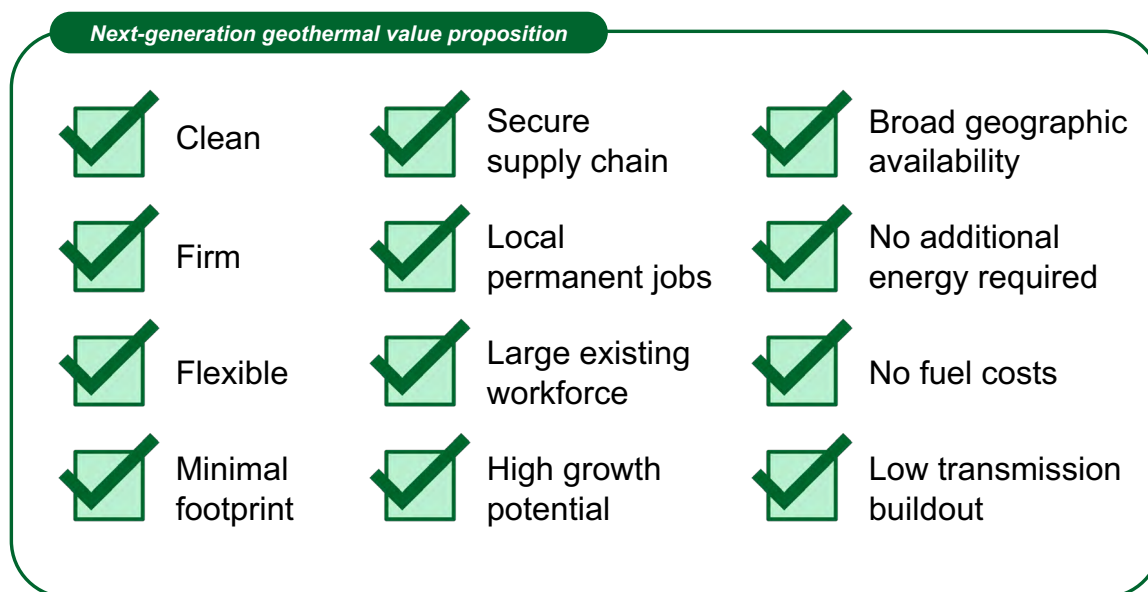 Next-generation geothermal value proposition
Clean
Firm
Flexible
Minimal
footprint
Secure
supply chain
Local
permanent jobs
Large existing
workforce
High growth
potential
Broad geographic
availability
No additional
energy required
No fuel costs
Low transmission
buildout